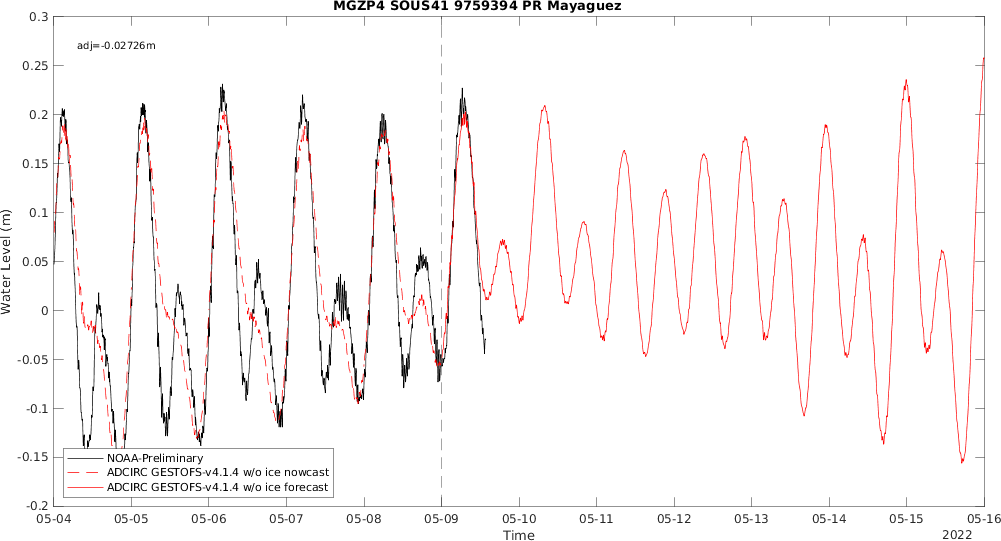 MGZP4 SOUS41 9759394 PR Mayaguez
adj=-0.02726m
0.3
0.25
0.2
0.15
0.1
0.05
0
-0.05
-0.1
-0.15
-0.2
Water Level (m)
NOAA-Preliminary
ADCIRC GESTOFS-v4.1.4 w/o ice nowcast
ADCIRC GESTOFS-v4.1.4 w/o ice forecast
05-04 05-05 05-06 05-07 05-08 05-09 05-10 05-11 05-12 05-13 05-14 05-15 05-16
Time
2022